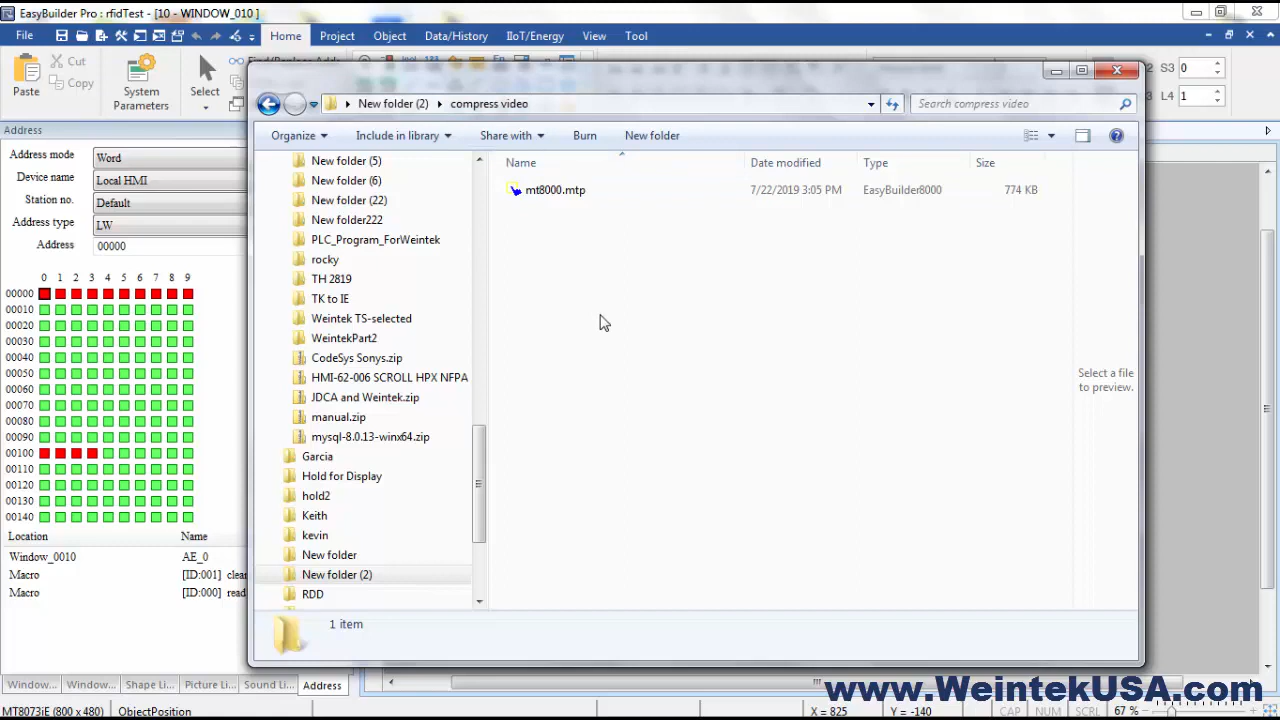 EasyBuilder Pro : rfidTest - [10 - WINDOW_010 ]
File Home Project Object Data/History IIoT/Energy View Tool
Paste
Cut
Copy
System Parameters
Select
S3 0
L4 1
Address
Address mode Word
Device name Local HMI
Station no. Default
Address type LW
Address 00000
0 1 2 3 4 5 6 7 8 9
00000
00010
00020
00030
00040
00050
00060
00070
00080
00090
00100
00110
00120
00130
00140
Location Name
Window_0010 AE_0
Macro [ID:001] clear
Macro [ID:000] read
Window... Window... Shape Li... Picture Li... Sound Li... Address
MT8073iE (800 x 480) ObjectPosition X = 825 Y = -140 CAP NUM SCRL 67 %
New folder (2) compress video
Search compress video
Organize Include in library Share with Burn New folder
New folder (5)
New folder (6)
New folder (22)
New folder222
PLC_Program_ForWeintek
rocky
TH 2819
TK to IE
Weintek TS-selected
WeintekPart2
CodeSys Sonys.zip
HMI-62-006 SCROLL HPX NFPA
JDCA and Weintek.zip
manual.zip
mysql-8.0.13-winx64.zip
Garcia
Hold for Display
hold2
Keith
kevin
New folder
New folder (2)
RDD
Name Date modified Type Size
mt8000.mtp 7/22/2019 3:05 PM EasyBuilder8000 774 KB
Select a file to preview.
1 item
www.WeintekUSA.com